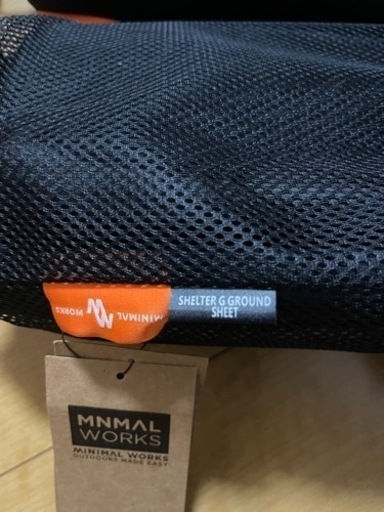 MINIMAL
WORKS
SHELTER G GROUND
SHEET
MNMAL
WORKS
MINIMAL WORKS
OUTDOORS MADE EASY